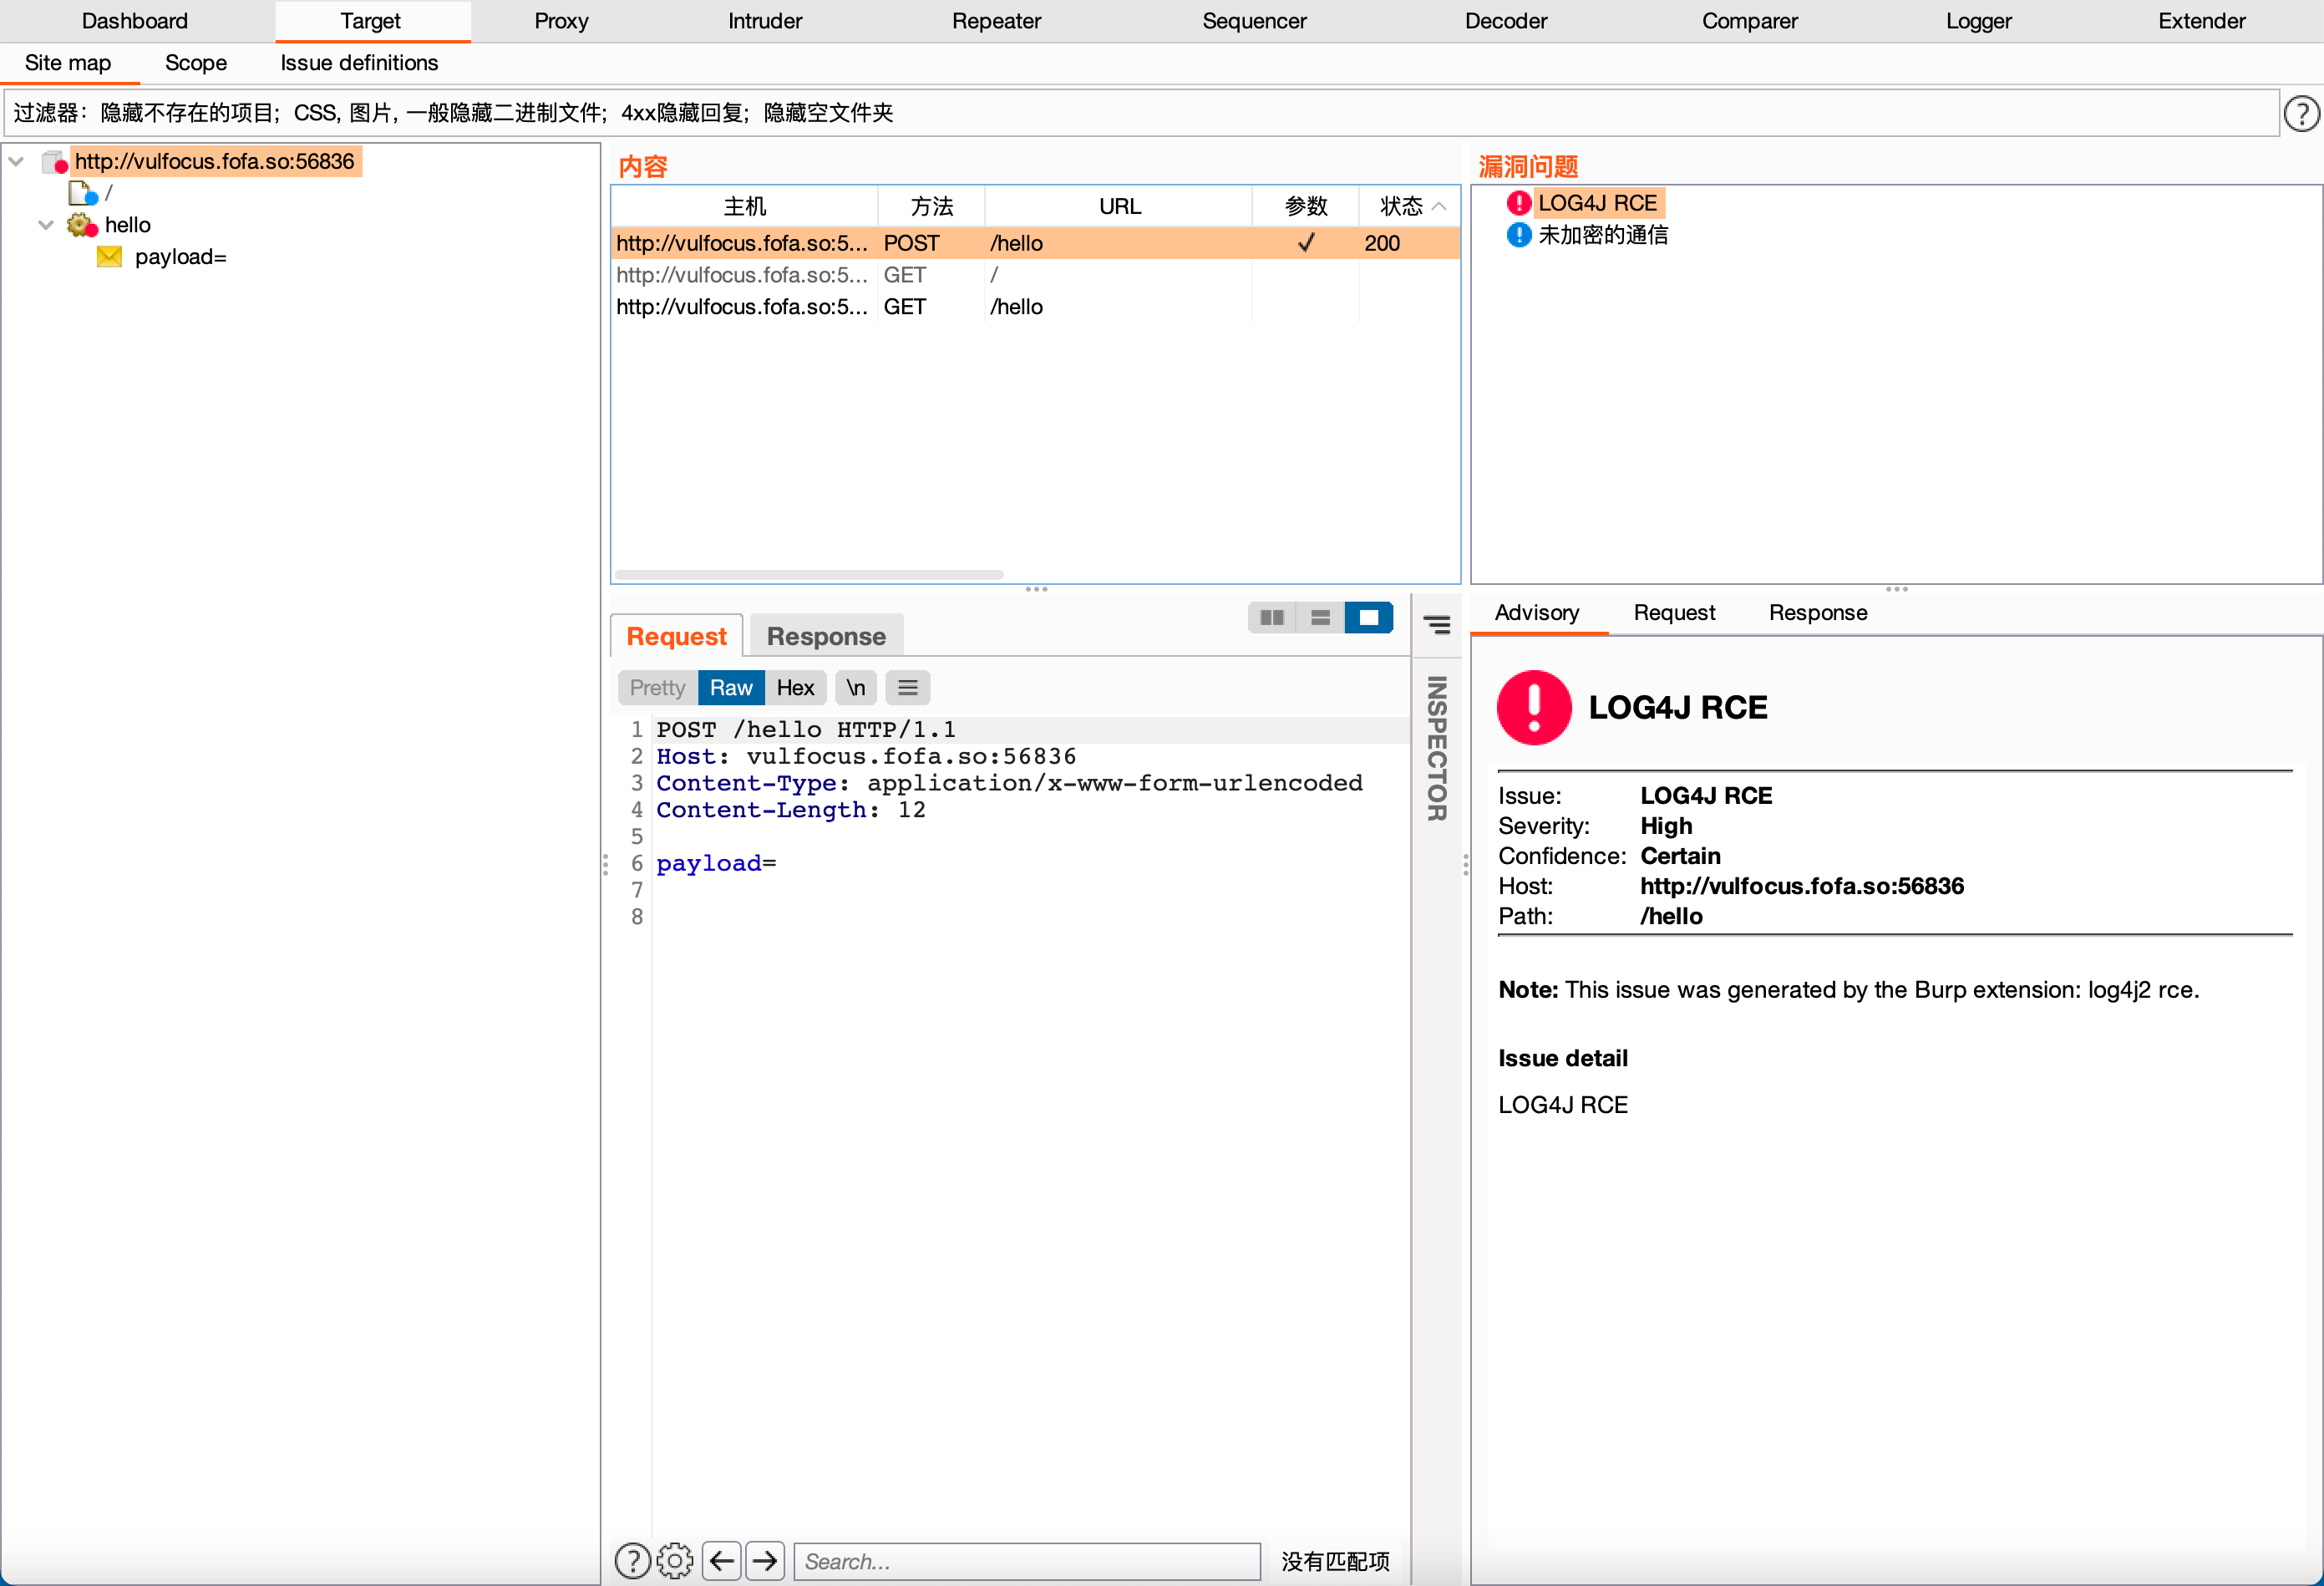 Dashboard Target Proxy Intruder Repeater Sequencer Decoder Comparer Logger Extender
Site map Scope Issue definitions
过滤器：隐藏不存在的项目；CSS, 图片, 一般隐藏二进制文件；4xx隐藏回复；隐藏空文件夹
http://vulfocus.fofa.so:56836
/
hello
payload=
内容
主机 方法 URL 参数 状态
http://vulfocus.fofa.so:5... POST /hello ✓ 200
http://vulfocus.fofa.so:5... GET /
http://vulfocus.fofa.so:5... GET /hello
漏洞问题
LOG4J RCE
未加密的通信
Request Response
Pretty Raw Hex \n
1 POST /hello HTTP/1.1
2 Host: vulfocus.fofa.so:56836
3 Content-Type: application/x-www-form-urlencoded
4 Content-Length: 12
5
6 payload=
7
8
Search...
没有匹配项
INSPECTOR
Advisory Request Response
LOG4J RCE
Issue: LOG4J RCE
Severity: High
Confidence: Certain
Host: http://vulfocus.fofa.so:56836
Path: /hello
Note: This issue was generated by the Burp extension: log4j2 rce.
Issue detail
LOG4J RCE